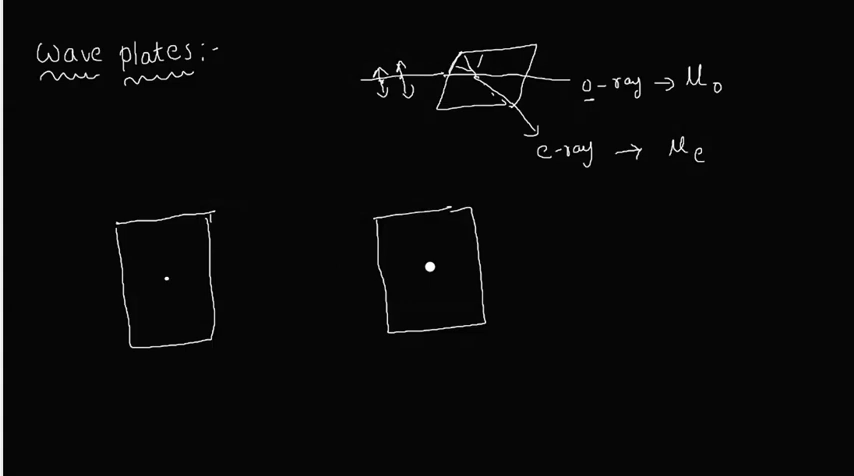 wave plates:-
o-ray → μo
e-ray → μe